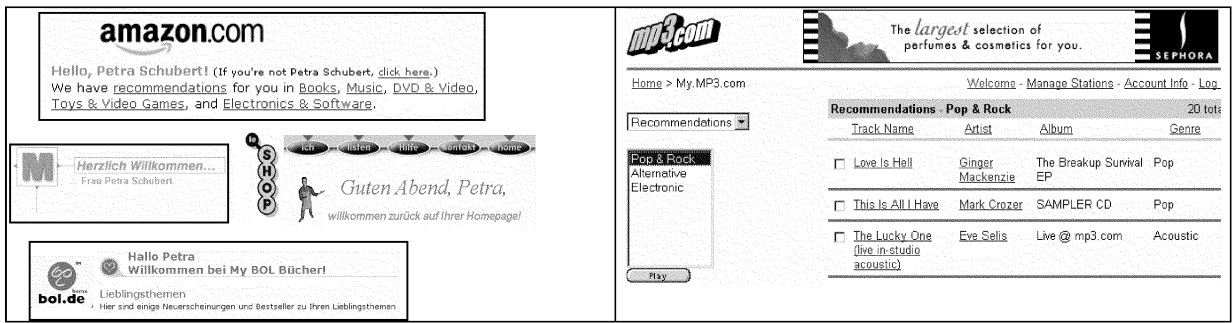 amazon.com
Hello, Petra Schubert! (If you're not Petra Schubert, click here.)
We have recommendations for you in Books, Music, DVD & Video,
Toys & Video Games, and Electronics & Software.
M
Herzlich Willkommen...
Frau Petra Schubert
le
SHOP
ich
listen
Hilfe
kontakt
home
Guten Abend, Petra,
willkommen zurück auf Ihrer Homepage!
go
TM
home
bol.de
Hallo Petra
Willkommen bei My BOL Bücher!
Lieblingsthemen
Hier sind einige Neuerscheinungen und Bestseller zu Ihren Lieblingsthemen
mp3.com
The largest selection of
perfumes & cosmetics for you.
SEPHORA
Home > My.MP3.com
Welcome - Manage Stations - Account Info - Log
Recommendations
Pop & Rock
Alternative
Electronic
Play
Recommendations - Pop & Rock 20 tota
Track Name Artist Album Genre
Love Is Hell Ginger Mackenzie The Breakup Survival EP Pop
This Is All I Have Mark Crozer SAMPLER CD Pop
The Lucky One (live in-studio acoustic) Eve Selis Live @ mp3.com Acoustic